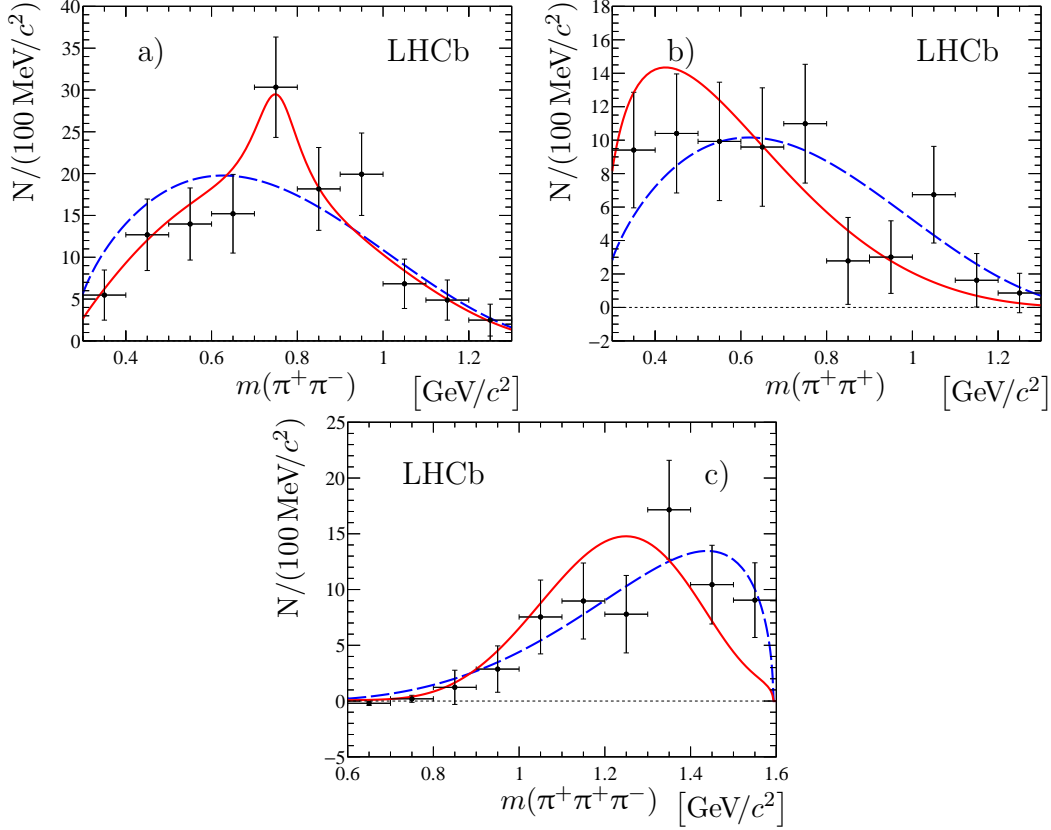 N/(100 MeV/c²)
a)
LHCb
40
35
30
25
20
15
10
5
0
0.4
0.6
0.8
1
1.2
m(π⁺π⁻)
[GeV/c²]
N/(100 MeV/c²)
b)
LHCb
18
16
14
12
10
8
6
4
2
0
−2
0.4
0.6
0.8
1
1.2
m(π⁺π⁺)
[GeV/c²]
N/(100 MeV/c²)
LHCb
c)
25
20
15
10
5
0
−5
0.6
0.8
1
1.2
1.4
1.6
m(π⁺π⁺π⁻)
[GeV/c²]